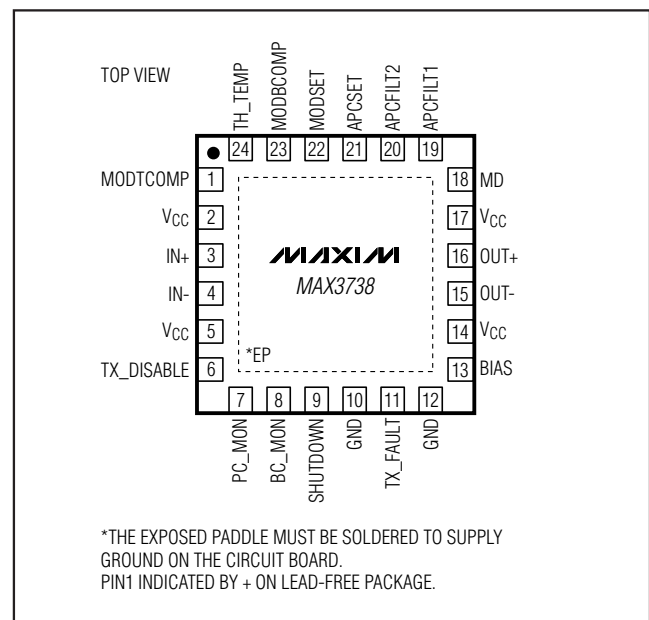 TOP VIEW
TH_TEMP
MODBCOMP
MODSET
APCSET
APCFILT2
APCFILT1
24 23 22 21 20 19
MODTCOMP 1
VCC 2
IN+ 3
IN- 4
VCC 5
TX_DISABLE 6
18 MD
17 VCC
16 OUT+
15 OUT-
14 VCC
13 BIAS
MAXIM
MAX3738
*EP
7 8 9 10 11 12
PC_MON
BC_MON
SHUTDOWN
GND
TX_FAULT
GND
*THE EXPOSED PADDLE MUST BE SOLDERED TO SUPPLY
GROUND ON THE CIRCUIT BOARD.
PIN1 INDICATED BY + ON LEAD-FREE PACKAGE.